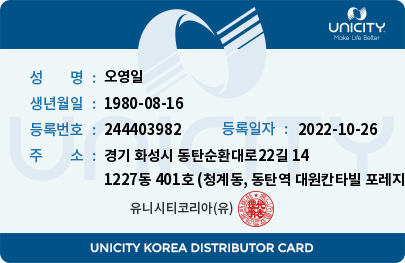 UNICITY
Make Life Better
UNICITY
성 명 : 오영일
생년월일 : 1980-08-16
등록번호 : 244403982 등록일자 : 2022-10-26
주 소 : 경기 화성시 동탄순환대로22길 14
1227동 401호 (청계동, 동탄역 대원칸타빌 포레지
유니시티코리아(유)
UNICITY KOREA DISTRIBUTOR CARD